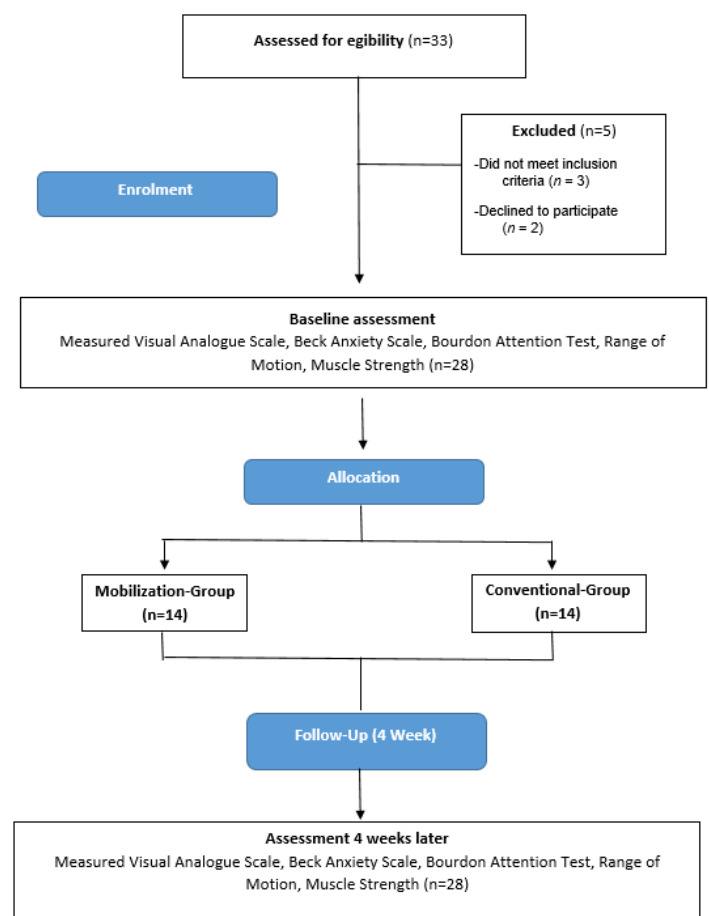 Assessed for egibility (n=33)
Excluded (n=5)
-Did not meet inclusion
criteria (n = 3)
-Declined to participate
(n = 2)
Enrolment
Baseline assessment
Measured Visual Analogue Scale, Beck Anxiety Scale, Bourdon Attention Test, Range of
Motion, Muscle Strength (n=28)
Allocation
Mobilization-Group
(n=14)
Conventional-Group
(n=14)
Follow-Up (4 Week)
Assessment 4 weeks later
Measured Visual Analogue Scale, Beck Anxiety Scale, Bourdon Attention Test, Range of
Motion, Muscle Strength (n=28)